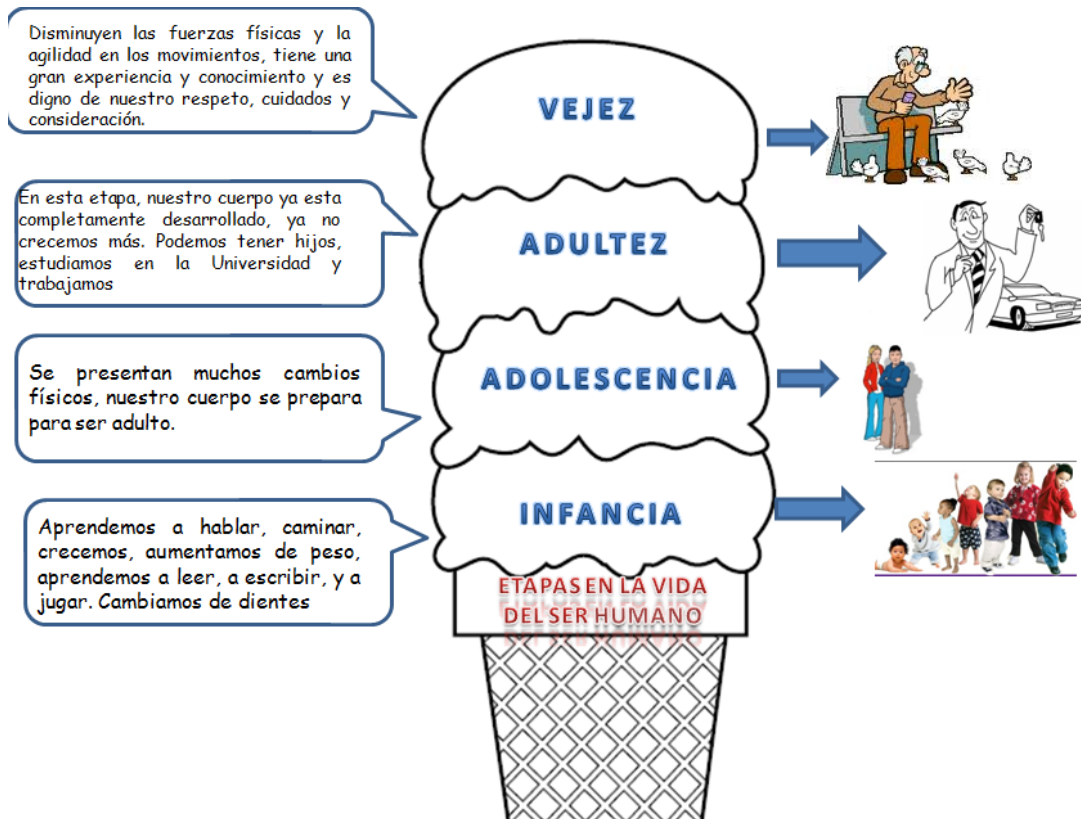 Disminuyen las fuerzas físicas y la
agilidad en los movimientos, tiene una
gran experiencia y conocimiento y es
digno de nuestro respeto, cuidados y
consideración.
VEJEZ
En esta etapa, nuestro cuerpo ya esta
completamente desarrollado, ya no
crecemos más. Podemos tener hijos,
estudiamos en la Universidad y
trabajamos
ADULTEZ
Se presentan muchos cambios
físicos, nuestro cuerpo se prepara
para ser adulto.
ADOLESCENCIA
Aprendemos a hablar, caminar,
crecemos, aumentamos de peso,
aprendemos a leer, a escribir, y a
jugar. Cambiamos de dientes
INFANCIA
ETAPAS EN LA VIDA
DEL SER HUMANO